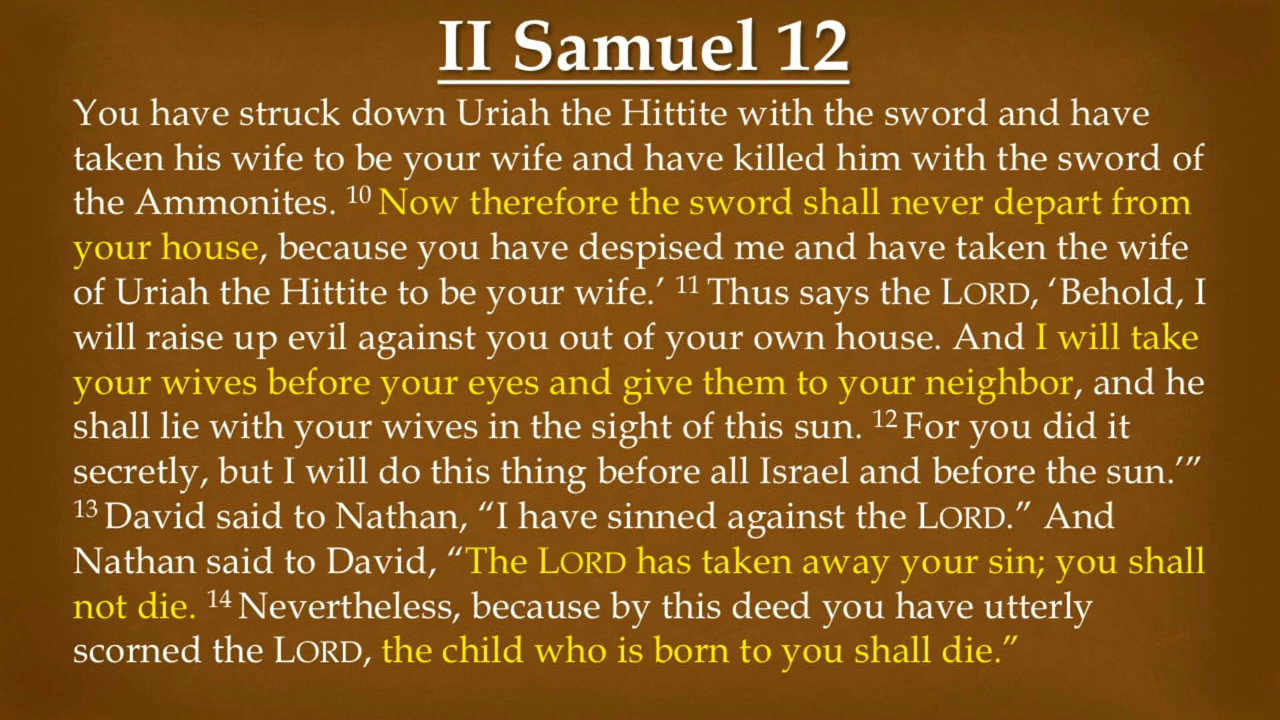 II Samuel 12
You have struck down Uriah the Hittite with the sword and have
taken his wife to be your wife and have killed him with the sword of
the Ammonites. 10 Now therefore the sword shall never depart from
your house, because you have despised me and have taken the wife
of Uriah the Hittite to be your wife.’ 11 Thus says the LORD, ‘Behold, I
will raise up evil against you out of your own house. And I will take
your wives before your eyes and give them to your neighbor, and he
shall lie with your wives in the sight of this sun. 12 For you did it
secretly, but I will do this thing before all Israel and before the sun.’”
13 David said to Nathan, “I have sinned against the LORD.” And
Nathan said to David, “The LORD has taken away your sin; you shall
not die. 14 Nevertheless, because by this deed you have utterly
scorned the LORD, the child who is born to you shall die.”